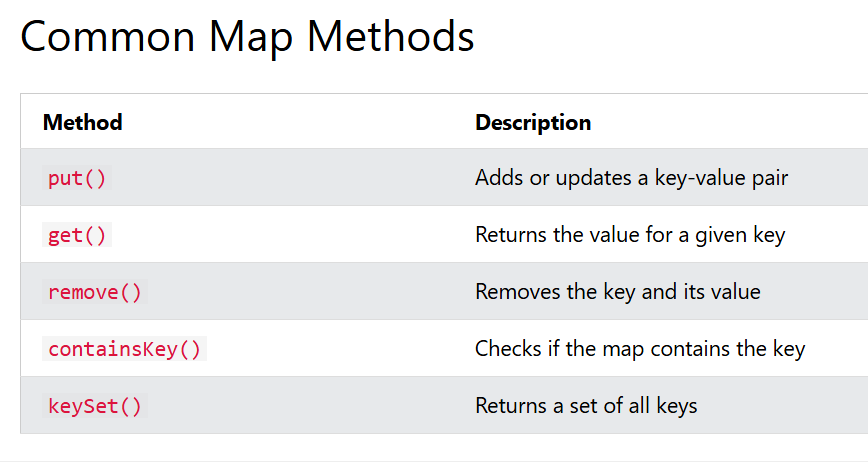 Common Map Methods
Method Description
put() Adds or updates a key-value pair
get() Returns the value for a given key
remove() Removes the key and its value
containsKey() Checks if the map contains the key
keySet() Returns a set of all keys